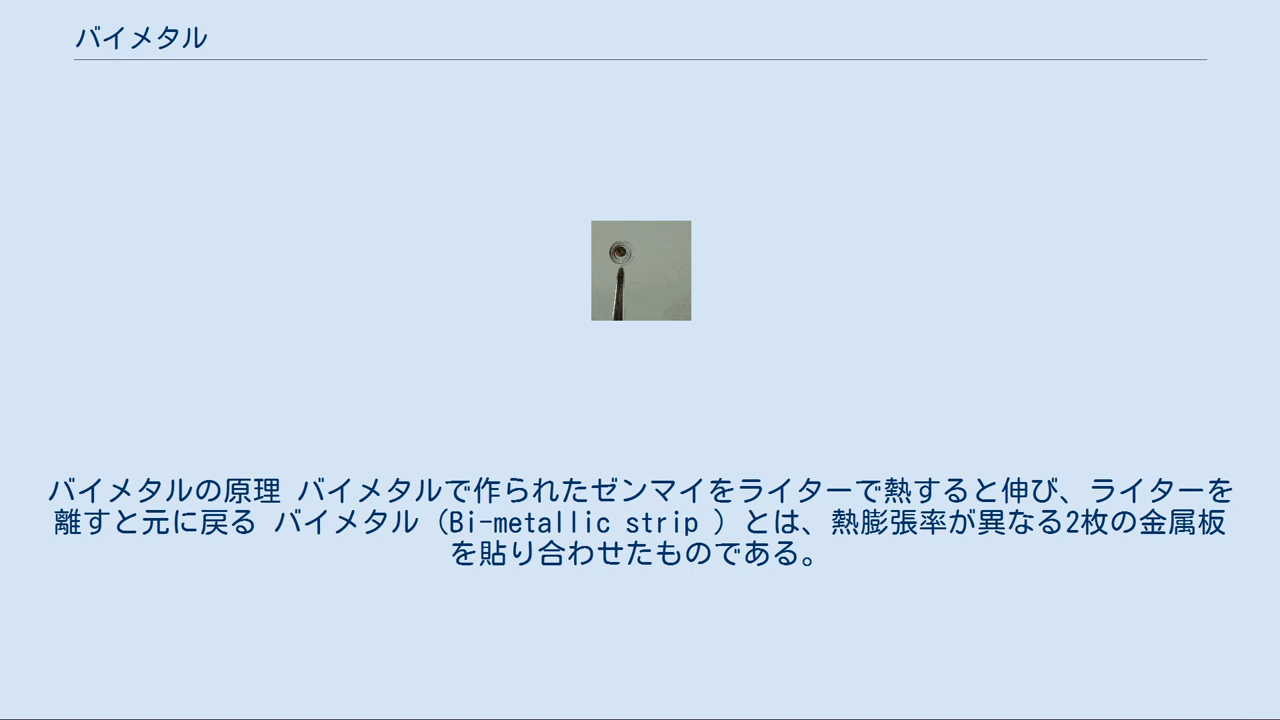 バイメタル
バイメタルの原理 バイメタルで作られたゼンマイをライターで熱すると伸び、ライターを
離すと元に戻る バイメタル（Bi-metallic strip ）とは、熱膨張率が異なる2枚の金属板
を貼り合わせたものである。